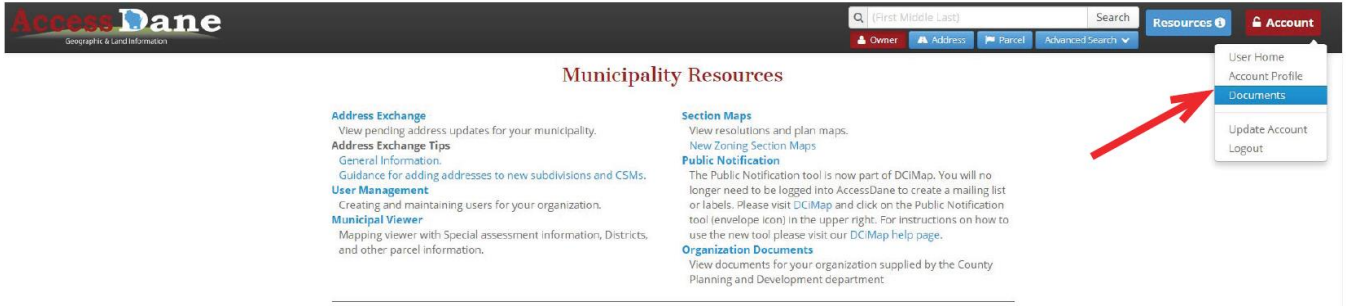 AccessDane
Geographic & Land Information
(First Middle Last)
Search
Resources
Account
Owner
Address
Parcel
Advanced Search
User Home
Account Profile
Documents
Update Account
Logout
Municipality Resources
Address Exchange
View pending address updates for your municipality.
Address Exchange Tips
General Information.
Guidance for adding addresses to new subdivisions and CSMs.
User Management
Creating and maintaining users for your organization.
Municipal Viewer
Mapping viewer with Special assessment information, Districts,
and other parcel information.
Section Maps
View resolutions and plan maps.
New Zoning Section Maps
Public Notification
The Public Notification tool is now part of DCiMap. You will no
longer need to be logged into AccessDane to create a mailing list
or labels. Please visit DCiMap and click on the Public Notification
tool (envelope icon) in the upper right. For instructions on how to
use the new tool please visit our DCiMap help page.
Organization Documents
View documents for your organization supplied by the County
Planning and Development department